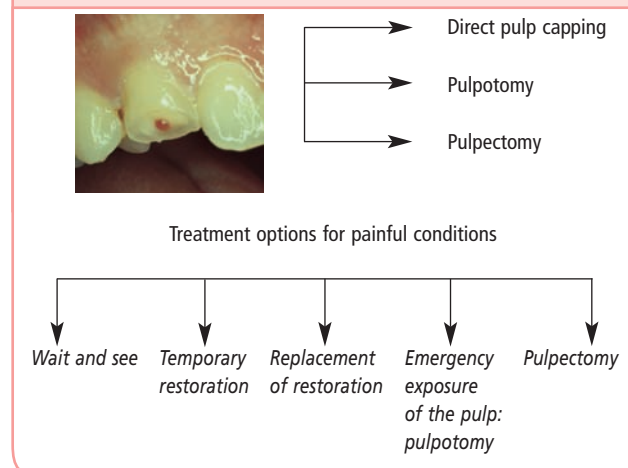 Direct pulp capping
Pulpotomy
Pulpectomy
Treatment options for painful conditions
Wait and see
Temporary
restoration
Replacement
of restoration
Emergency
exposure
of the pulp:
pulpotomy
Pulpectomy